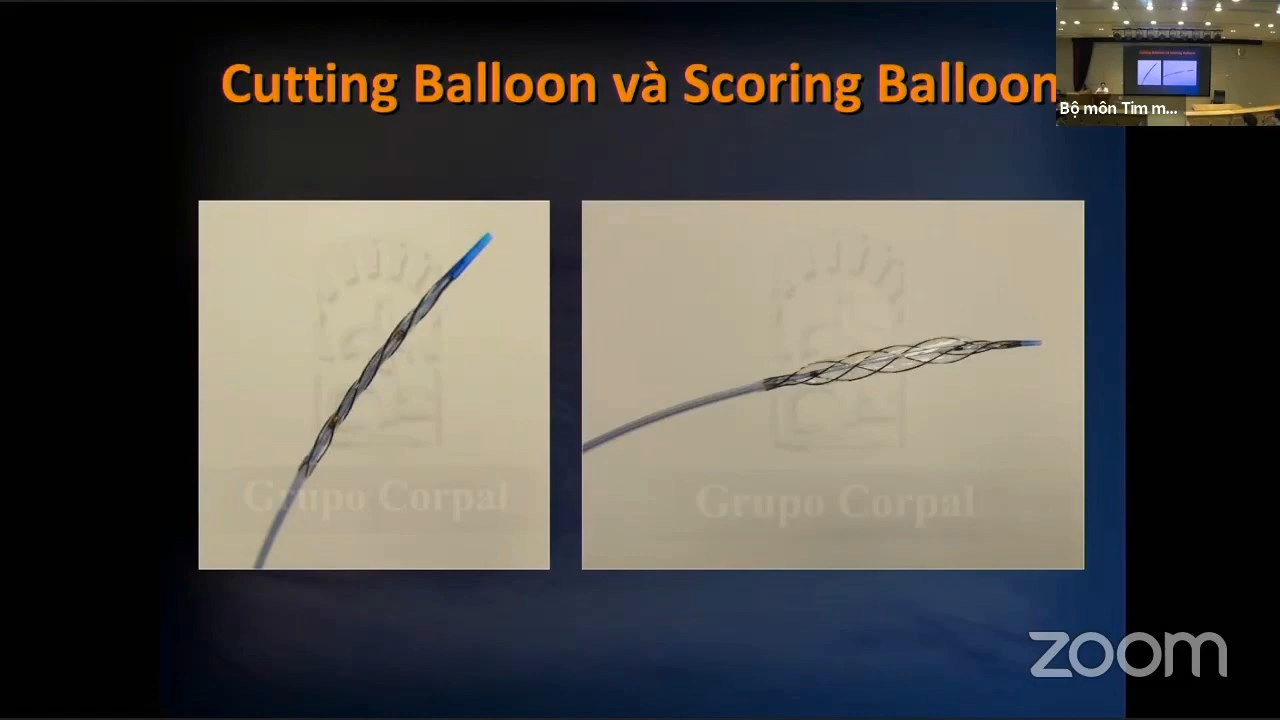 Cutting Balloon và Scoring Balloon
Bộ môn Tim m...
Grupo Corpal
Grupo Corpal
zoom